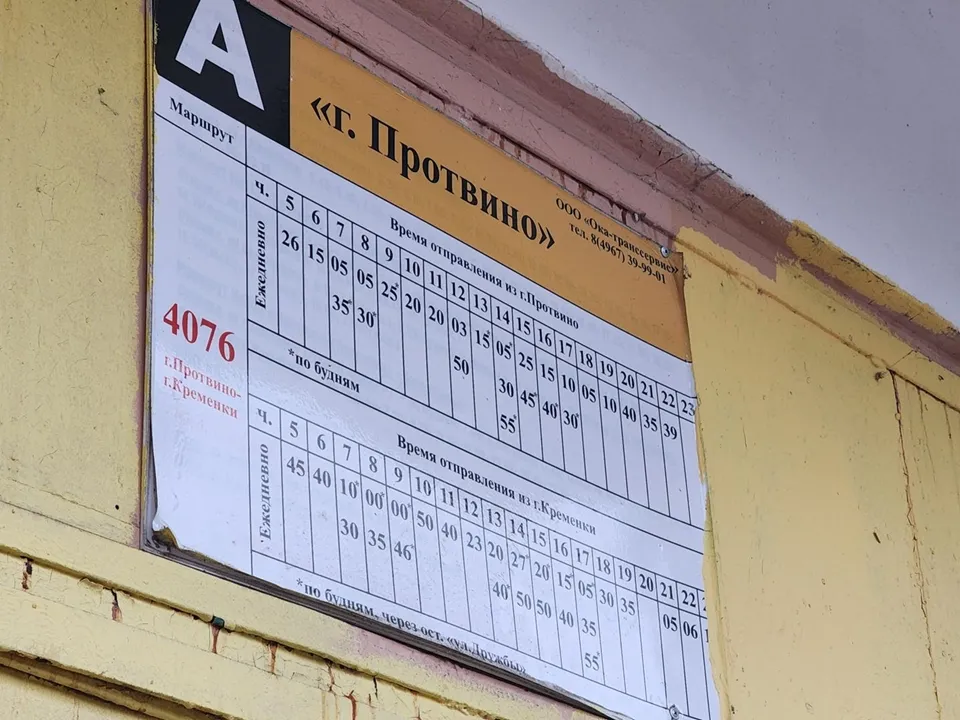 А
«г. Протвино»
ООО «Ока-транссервис»
тел. 8(4967) 39-99-01
Маршрут
Время отправления из г.Протвино
ч. 5 6 7 8 9 10 11 12 13 14 15 16 17 18 19 20 21 22 23
Ежедневно 26 15 05 05 25* 20 20 03 15* 05* 25 15 10 05 10 40 35 39
35* 30* 50 30 45* 40* 30*
55*
*по будням
4076
г.Протвино-
г.Кременки
Время отправления из г.Кременки
ч. 5 6 7 8 9 10 11 12 13 14 15 16 17 18 19 20 21 22
Ежедневно 45 40 10* 00* 00* 50 40 23 20 27* 20* 15* 05 30 35 05 06
30 35 46* 40* 50 50 40 35
55*
*по будням, через ост. «ул.Дружбы»